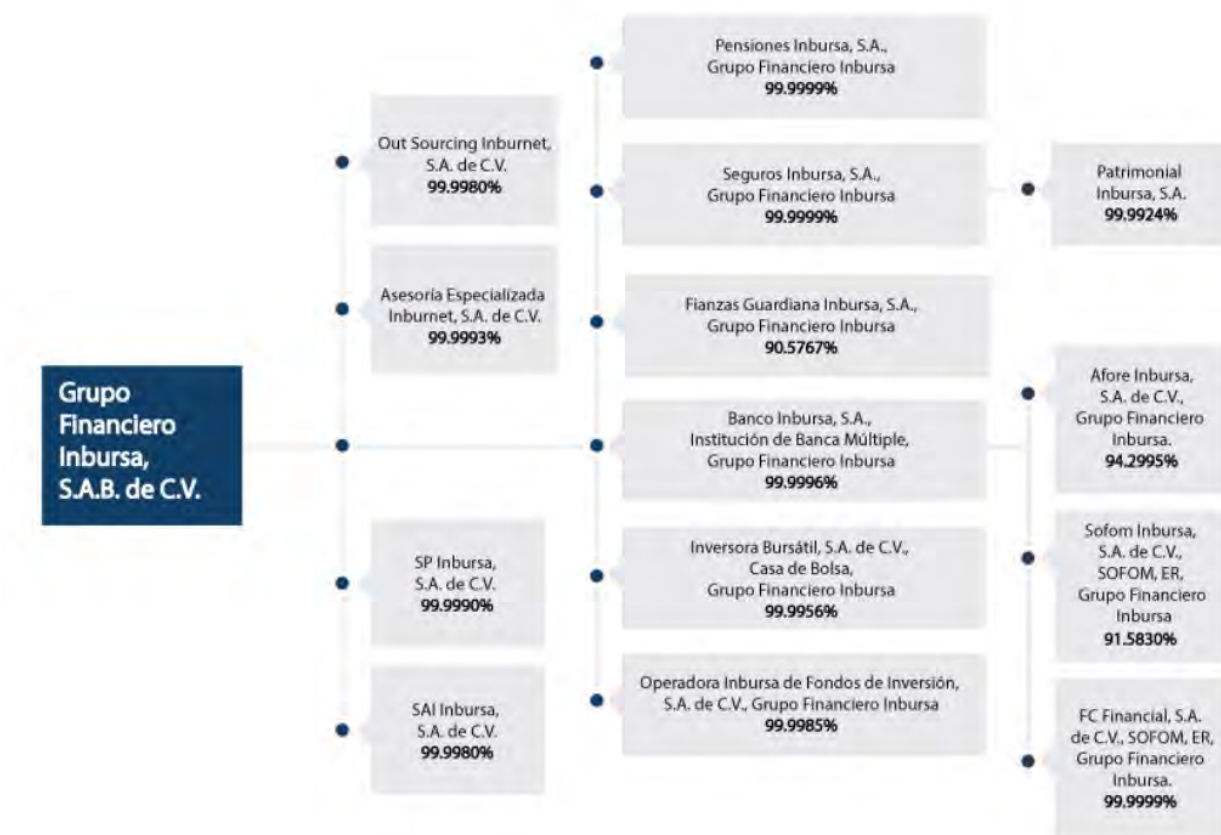 Grupo
Financiero
Inbursa,
S.A.B. de C.V.
Out Sourcing Inburnet,
S.A. de C.V.
99.9980%
Asesoría Especializada
Inburnet, S.A. de C.V.
99.9993%
SP Inbursa,
S.A. de C.V.
99.9990%
SAI Inbursa,
S.A. de C.V.
99.9980%
Pensiones Inbursa, S.A.,
Grupo Financiero Inbursa
99.9999%
Seguros Inbursa, S.A.,
Grupo Financiero Inbursa
99.9999%
Fianzas Guardiana Inbursa, S.A.,
Grupo Financiero Inbursa
90.5767%
Banco Inbursa, S.A.,
Institución de Banca Múltiple,
Grupo Financiero Inbursa
99.9996%
Inversora Bursátil, S.A. de C.V.,
Casa de Bolsa,
Grupo Financiero Inbursa
99.9956%
Operadora Inbursa de Fondos de Inversión,
S.A. de C.V., Grupo Financiero Inbursa
99.9985%
Patrimonial
Inbursa, S.A.
99.9924%
Afore Inbursa,
S.A. de C.V.,
Grupo Financiero
Inbursa.
94.2995%
Sofom Inbursa,
S.A. de C.V.,
SOFOM, ER,
Grupo Financiero
Inbursa
91.5830%
FC Financial, S.A.
de C.V., SOFOM, ER,
Grupo Financiero
Inbursa.
99.9999%